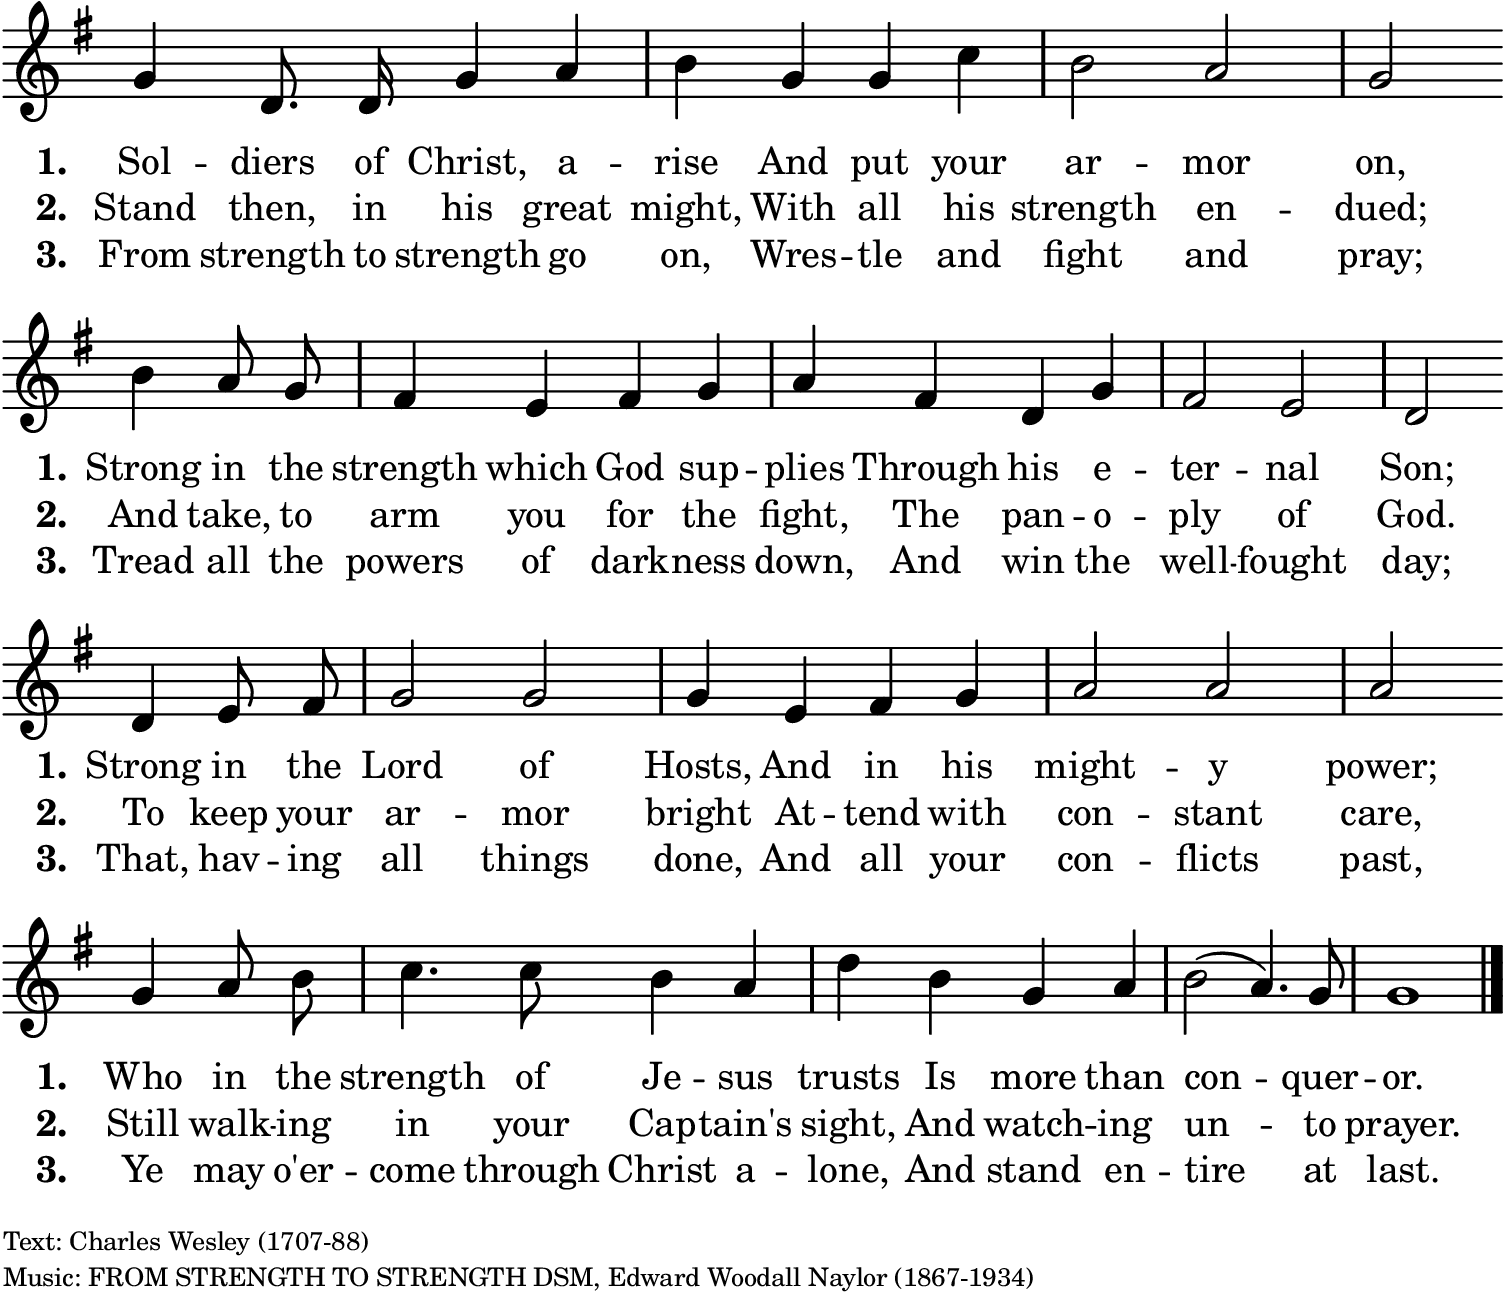 1. Sol -- diers of Christ, a -- rise And put your ar -- mor on,
2. Stand then, in his great might, With all his strength en -- dued;
3. From strength to strength go on, Wres -- tle and fight and pray;
1. Strong in the strength which God sup -- plies Through his e -- ter -- nal Son;
2. And take, to arm you for the fight, The pan -- o -- ply of God.
3. Tread all the powers of dark -- ness down, And win the well -- fought day;
1. Strong in the Lord of Hosts, And in his might -- y power;
2. To keep your ar -- mor bright At -- tend with con -- stant care,
3. That, hav -- ing all things done, And all your con -- flicts past,
1. Who in the strength of Je -- sus trusts Is more than con -- quer -- or.
2. Still walk -- ing in your Cap -- tain's sight, And watch -- ing un -- to prayer.
3. Ye may o'er -- come through Christ a -- lone, And stand en -- tire at last.
Text: Charles Wesley (1707-88)
Music: FROM STRENGTH TO STRENGTH DSM, Edward Woodall Naylor (1867-1934)